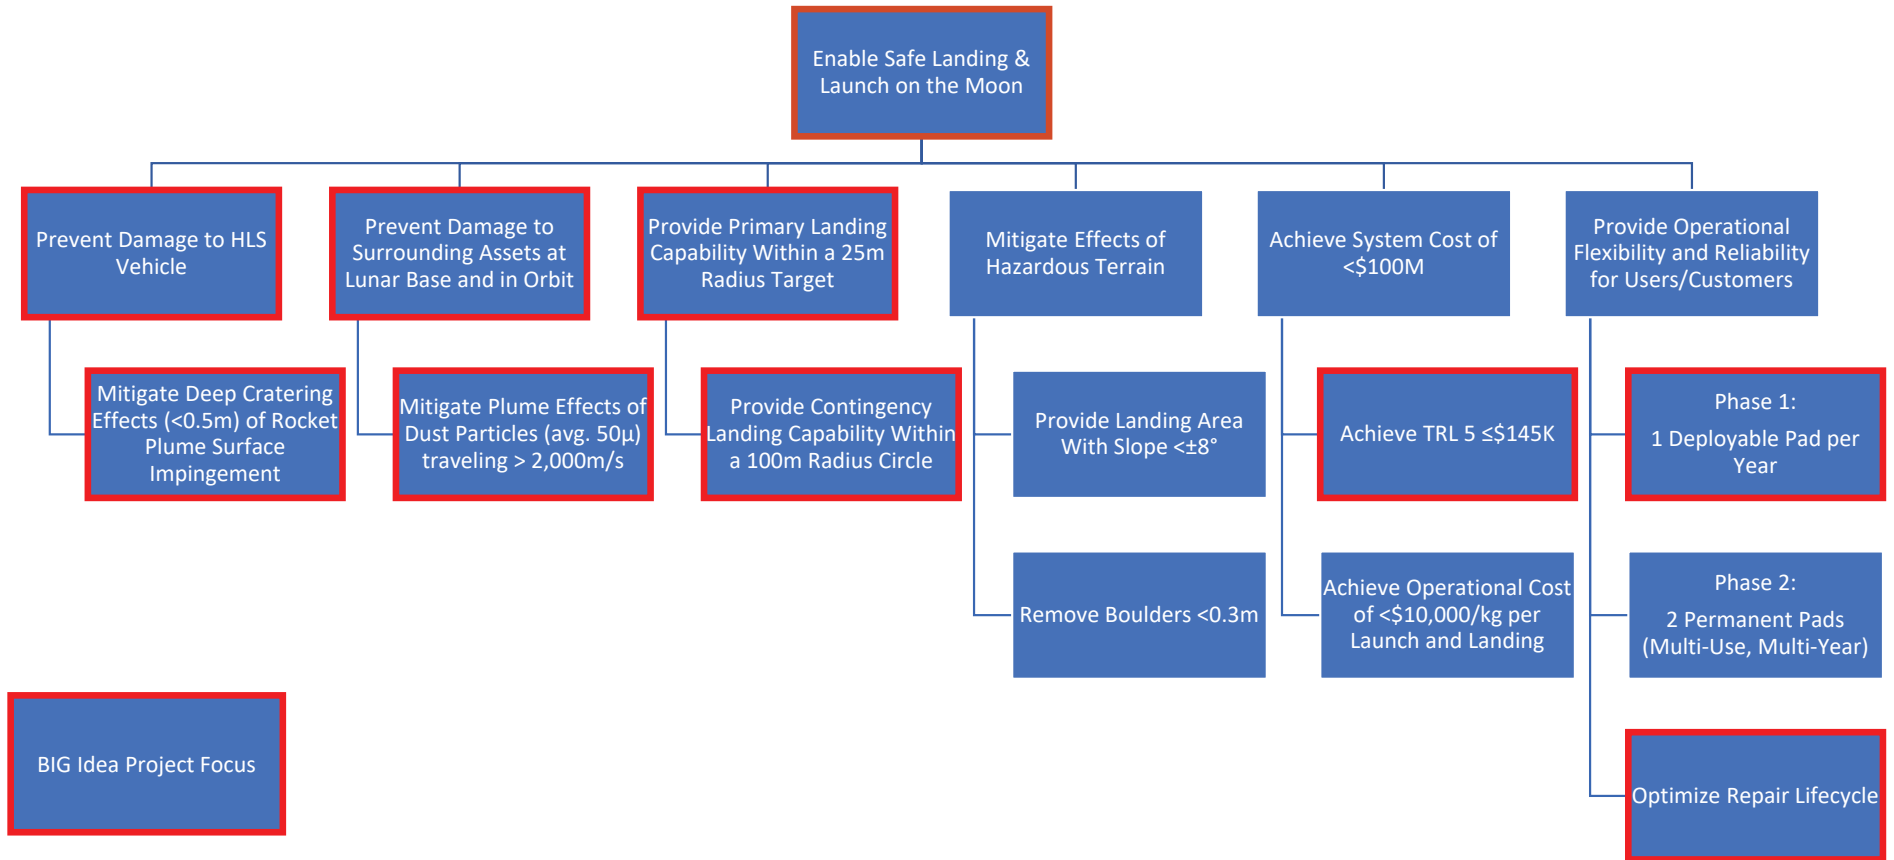 Enable Safe Landing &
Launch on the Moon
Prevent Damage to HLS
Vehicle
Prevent Damage to
Surrounding Assets at
Lunar Base and in Orbit
Provide Primary Landing
Capability Within a 25m
Radius Target
Mitigate Effects of
Hazardous Terrain
Achieve System Cost of
<$100M
Provide Operational
Flexibility and Reliability
for Users/Customers
Mitigate Deep Cratering
Effects (<0.5m) of Rocket
Plume Surface
Impingement
Mitigate Plume Effects of
Dust Particles (avg. 50μ)
traveling > 2,000m/s
Provide Contingency
Landing Capability Within
a 100m Radius Circle
Provide Landing Area
With Slope <±8°
Achieve TRL 5 ≤$145K
Phase 1:
1 Deployable Pad per
Year
Remove Boulders <0.3m
Achieve Operational Cost
of <$10,000/kg per
Launch and Landing
Phase 2:
2 Permanent Pads
(Multi-Use, Multi-Year)
BIG Idea Project Focus
Optimize Repair Lifecycle